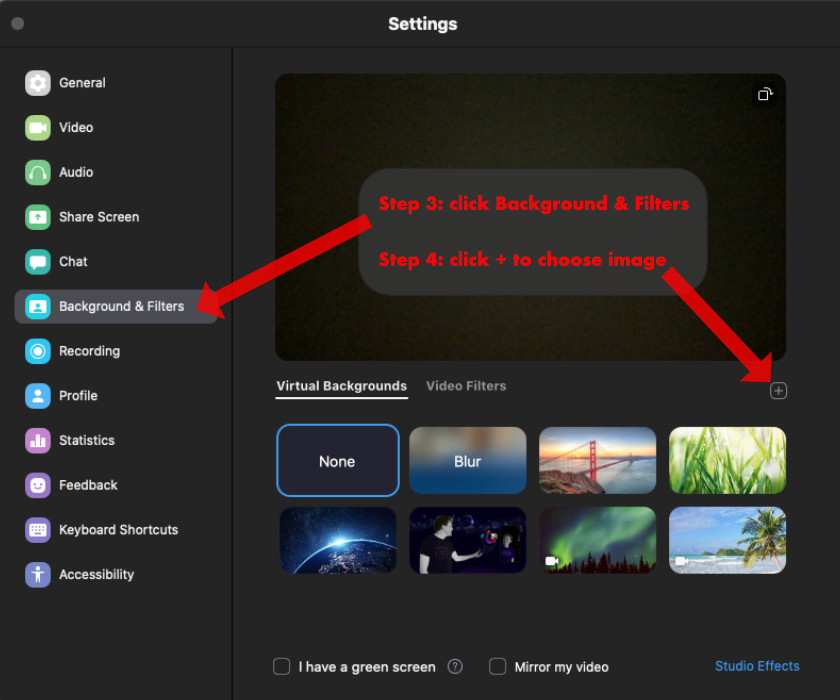 Settings
General
Video
Audio
Share Screen
Chat
Background & Filters
Recording
Profile
Statistics
Feedback
Keyboard Shortcuts
Accessibility
Step 3: click Background & Filters
Step 4: click + to choose image
Virtual Backgrounds Video Filters
None Blur
I have a green screen ? Mirror my video Studio Effects